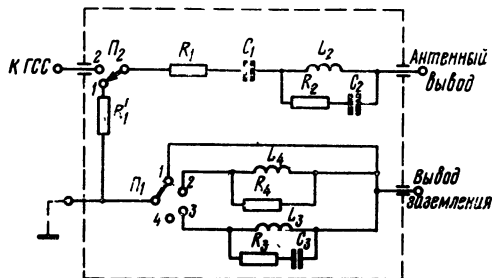 К ГСС
2
П2
1
R1
C1
L2
R2
C2
Антенный
вывод
R'1
П1
1
2
3
4
L4
R4
L3
R3
C3
Вывод
заземления